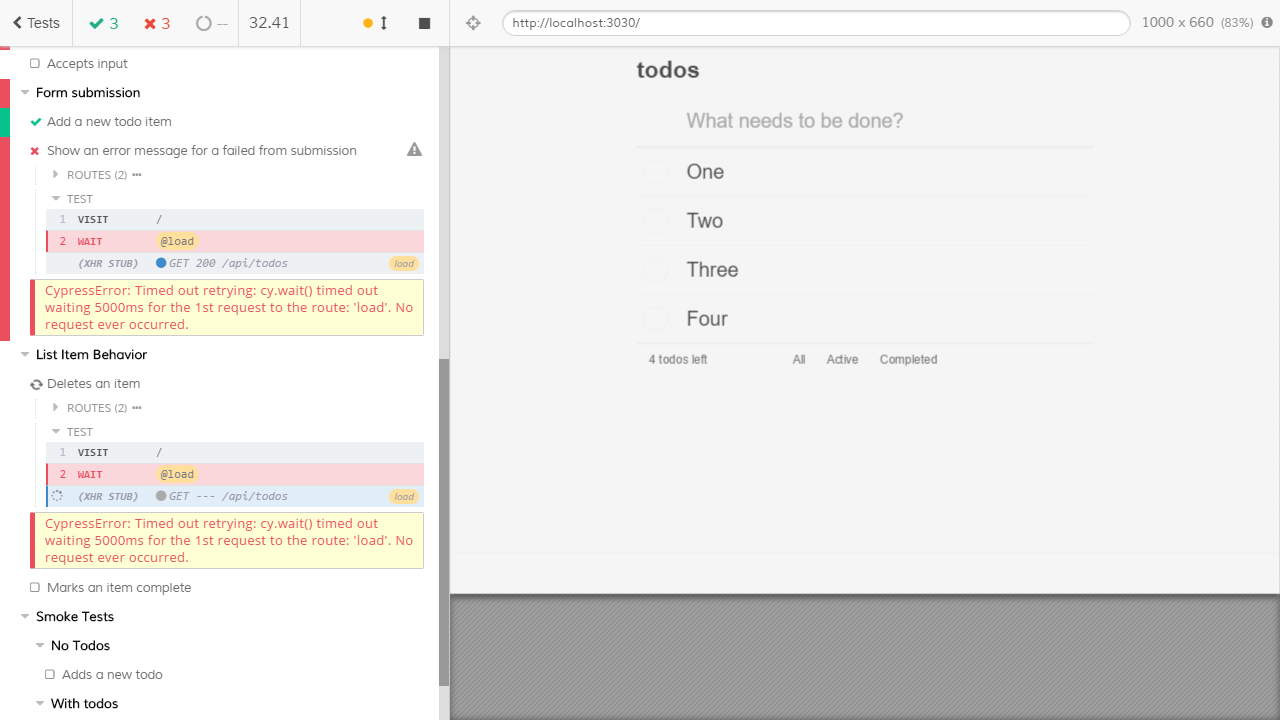 Tests 3 3 -- 32.41
http://localhost:3030/ 1000 x 660 (83%)
Accepts input
Form submission
Add a new todo item
Show an error message for a failed from submission
ROUTES (2)
TEST
1 VISIT /
2 WAIT @load
(XHR STUB) GET 200 /api/todos load
CypressError: Timed out retrying: cy.wait() timed out
waiting 5000ms for the 1st request to the route: 'load'. No
request ever occurred.
List Item Behavior
Deletes an item
ROUTES (2)
TEST
1 VISIT /
2 WAIT @load
(XHR STUB) GET --- /api/todos load
CypressError: Timed out retrying: cy.wait() timed out
waiting 5000ms for the 1st request to the route: 'load'. No
request ever occurred.
Marks an item complete
Smoke Tests
No Todos
Adds a new todo
With todos
todos
What needs to be done?
One
Two
Three
Four
4 todos left All Active Completed